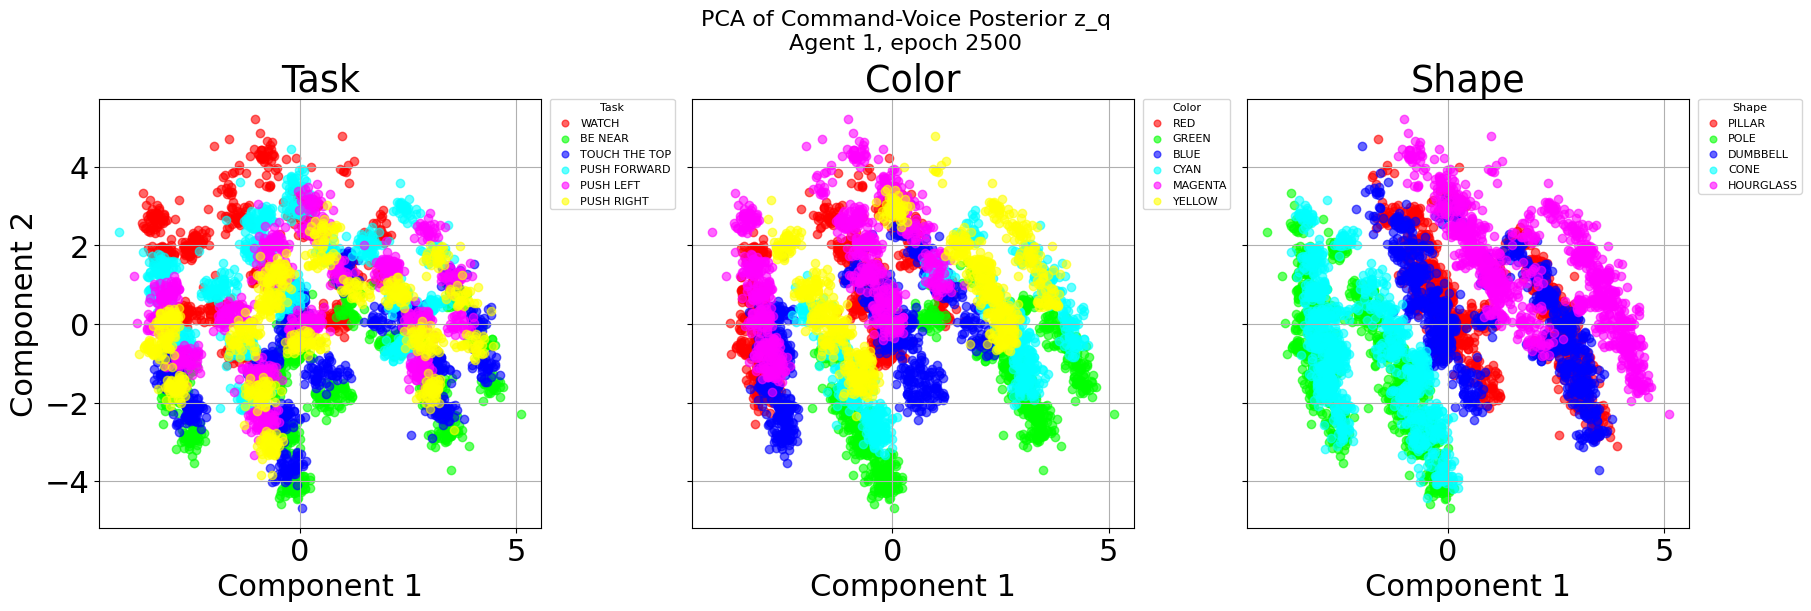 PCA of Command-Voice Posterior z_q
Agent 1, epoch 2500
Task
Color
Shape
Task
WATCH
BE NEAR
TOUCH THE TOP
PUSH FORWARD
PUSH LEFT
PUSH RIGHT
Color
RED
GREEN
BLUE
CYAN
MAGENTA
YELLOW
Shape
PILLAR
POLE
DUMBBELL
CONE
HOURGLASS
Component 2
4
2
0
−2
−4
0 5
0 5
0 5
Component 1
Component 1
Component 1